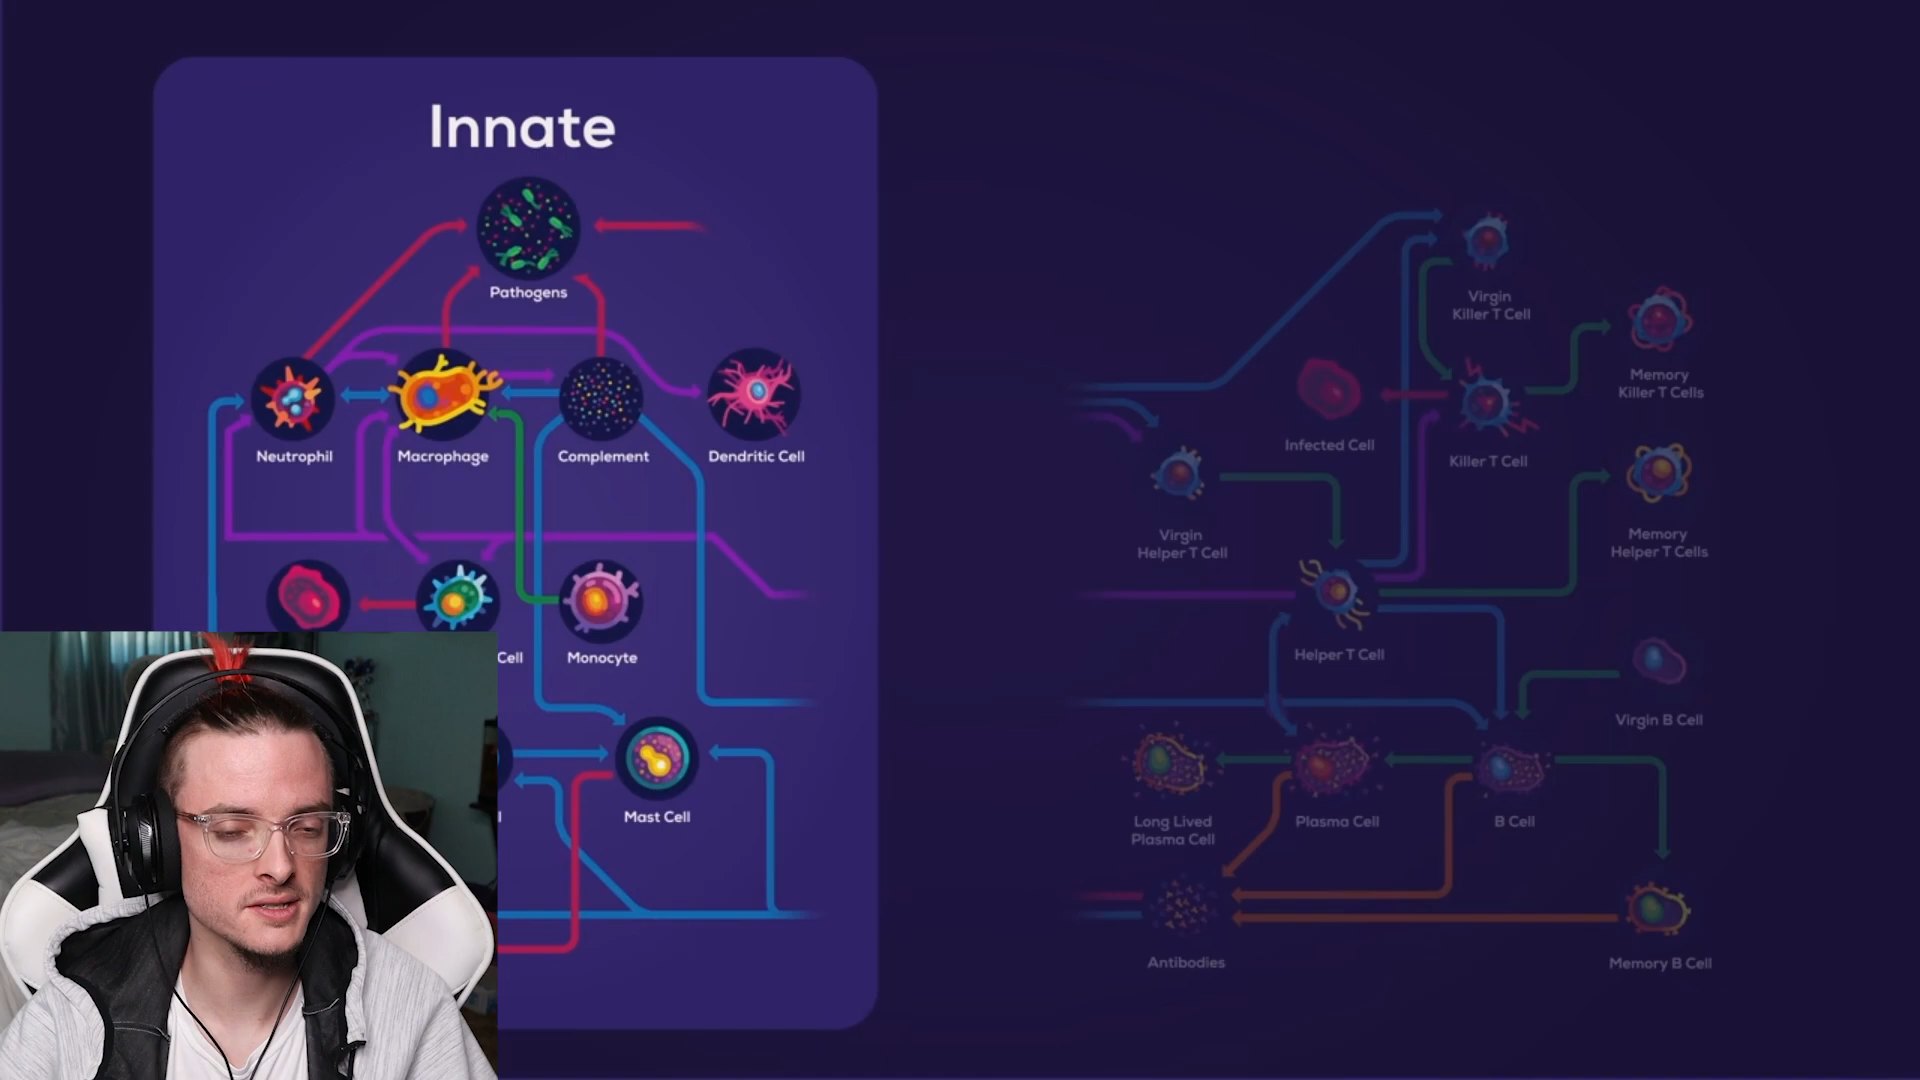 Innate
Pathogens
Neutrophil
Macrophage
Complement
Dendritic Cell
Cell
Monocyte
Mast Cell
Virgin
Killer T Cell
Memory
Killer T Cells
Infected Cell
Killer T Cell
Virgin
Helper T Cell
Memory
Helper T Cells
Helper T Cell
Virgin B Cell
Long Lived
Plasma Cell
Plasma Cell
B Cell
Antibodies
Memory B Cell